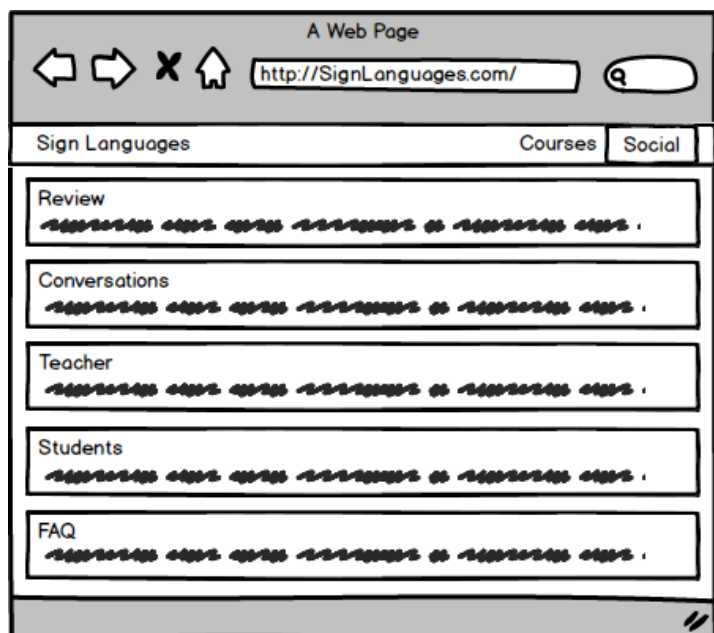 A Web Page
http://SignLanguages.com/
Sign Languages Courses Social
Review
Conversations
Teacher
Students
FAQ